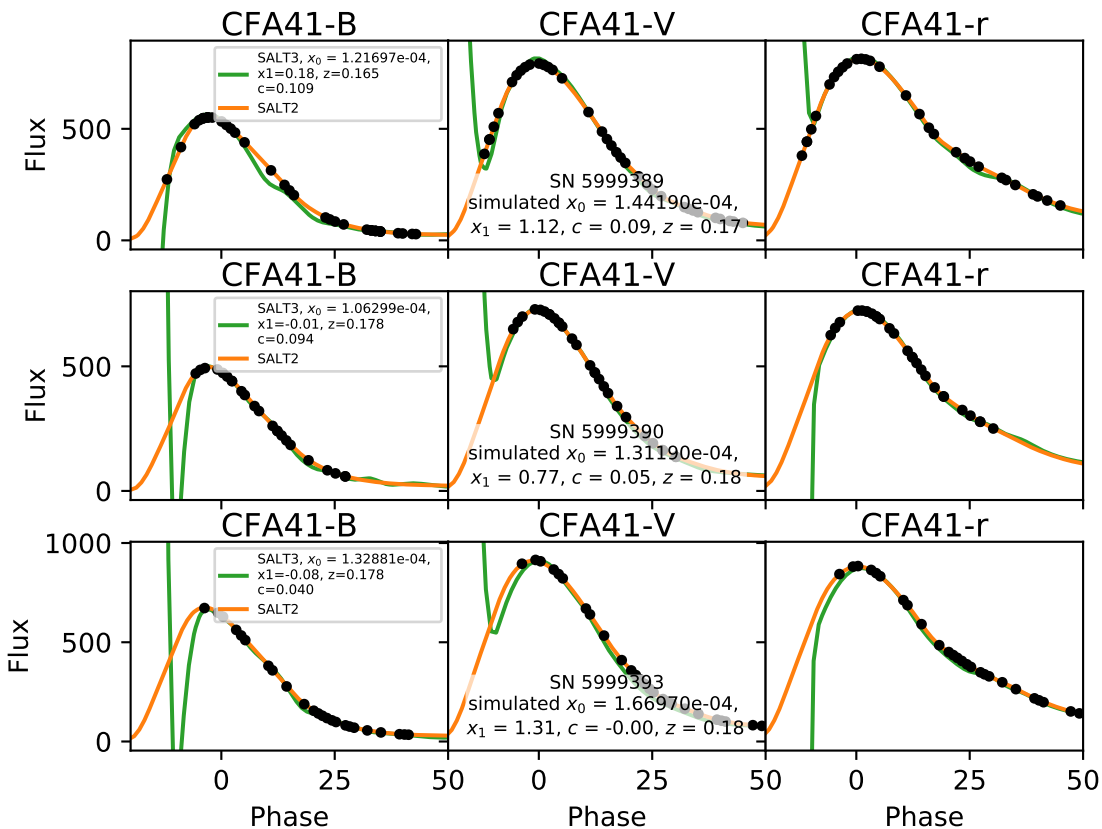 CFA41-B CFA41-V CFA41-r
Flux
500
0
SALT3, x₀ = 1.21697e-04,
x1=0.18, z=0.165
c=0.109
SALT2
SN 5999389
simulated x₀ = 1.44190e-04,
x₁ = 1.12, c = 0.09, z = 0.17
CFA41-B CFA41-V CFA41-r
Flux
500
0
SALT3, x₀ = 1.06299e-04,
x1=-0.01, z=0.178
c=0.094
SALT2
SN 5999390
simulated x₀ = 1.31190e-04,
x₁ = 0.77, c = 0.05, z = 0.18
CFA41-B CFA41-V CFA41-r
Flux
1000
500
0
SALT3, x₀ = 1.32881e-04,
x1=-0.08, z=0.178
c=0.040
SALT2
SN 5999393
simulated x₀ = 1.66970e-04,
x₁ = 1.31, c = -0.00, z = 0.18
0 25 50 0 25 50 0 25 50
Phase Phase Phase